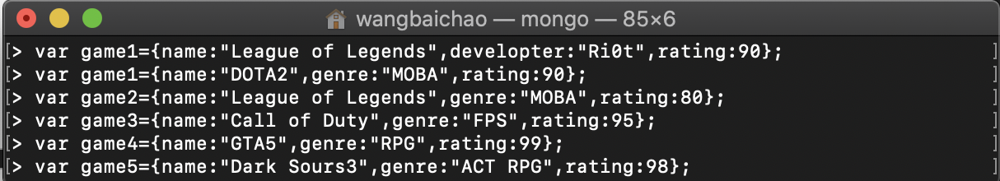 wangbaichao — mongo — 85×6
[> var game1={name:"League of Legends",developter:"Ri0t",rating:90}; ]
[> var game1={name:"DOTA2",genre:"MOBA",rating:90}; ]
[> var game2={name:"League of Legends",genre:"MOBA",rating:80}; ]
[> var game3={name:"Call of Duty",genre:"FPS",rating:95}; ]
[> var game4={name:"GTA5",genre:"RPG",rating:99}; ]
[> var game5={name:"Dark Sours3",genre:"ACT RPG",rating:98}; ]